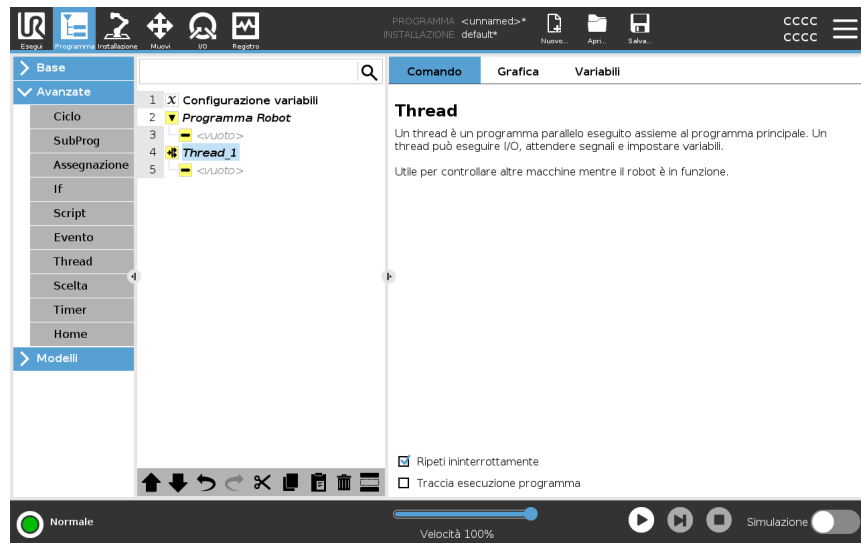 UR
PROGRAMMA <unnamed>*
INSTALLAZIONE default*
Esegui Programma Installazione Muovi I/O Registro
Nuovo... Apri... Salva...
CCCC
CCCC
Base
Avanzate
Ciclo
SubProg
Assegnazione
If
Script
Evento
Thread
Scelta
Timer
Home
Modelli
1 X Configurazione variabili
2 Programma Robot
3 <vuoto>
4 Thread_1
5 <vuoto>
Comando Grafica Variabili
Thread
Un thread è un programma parallelo eseguito assieme al programma principale. Un
thread può eseguire I/O, attendere segnali e impostare variabili.
Utile per controllare altre macchine mentre il robot è in funzione.
Ripeti ininterrottamente
Traccia esecuzione programma
Normale
Velocità 100%
Simulazione